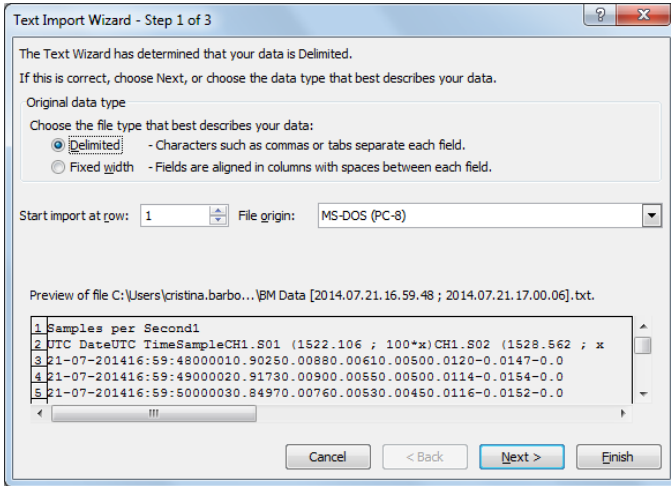 Text Import Wizard - Step 1 of 3
The Text Wizard has determined that your data is Delimited.
If this is correct, choose Next, or choose the data type that best describes your data.
Original data type
Choose the file type that best describes your data:
Delimited - Characters such as commas or tabs separate each field.
Fixed width - Fields are aligned in columns with spaces between each field.
Start import at row: 1 File origin: MS-DOS (PC-8)
Preview of file C:\Users\cristina.barbo...\BM Data [2014.07.21.16.59.48 ; 2014.07.21.17.00.06].txt.
1 Samples per Second1
2 UTC DateUTC TimeSampleCH1.S01 (1522.106 ; 100*x)CH1.S02 (1528.562 ; x
3 21-07-201416:59:48000010.90250.00880.00610.00500.0120-0.0147-0.0
4 21-07-201416:59:49000020.91730.00900.00550.00500.0114-0.0154-0.0
5 21-07-201416:59:50000030.84970.00760.00530.00450.0116-0.0152-0.0
Cancel < Back Next > Finish